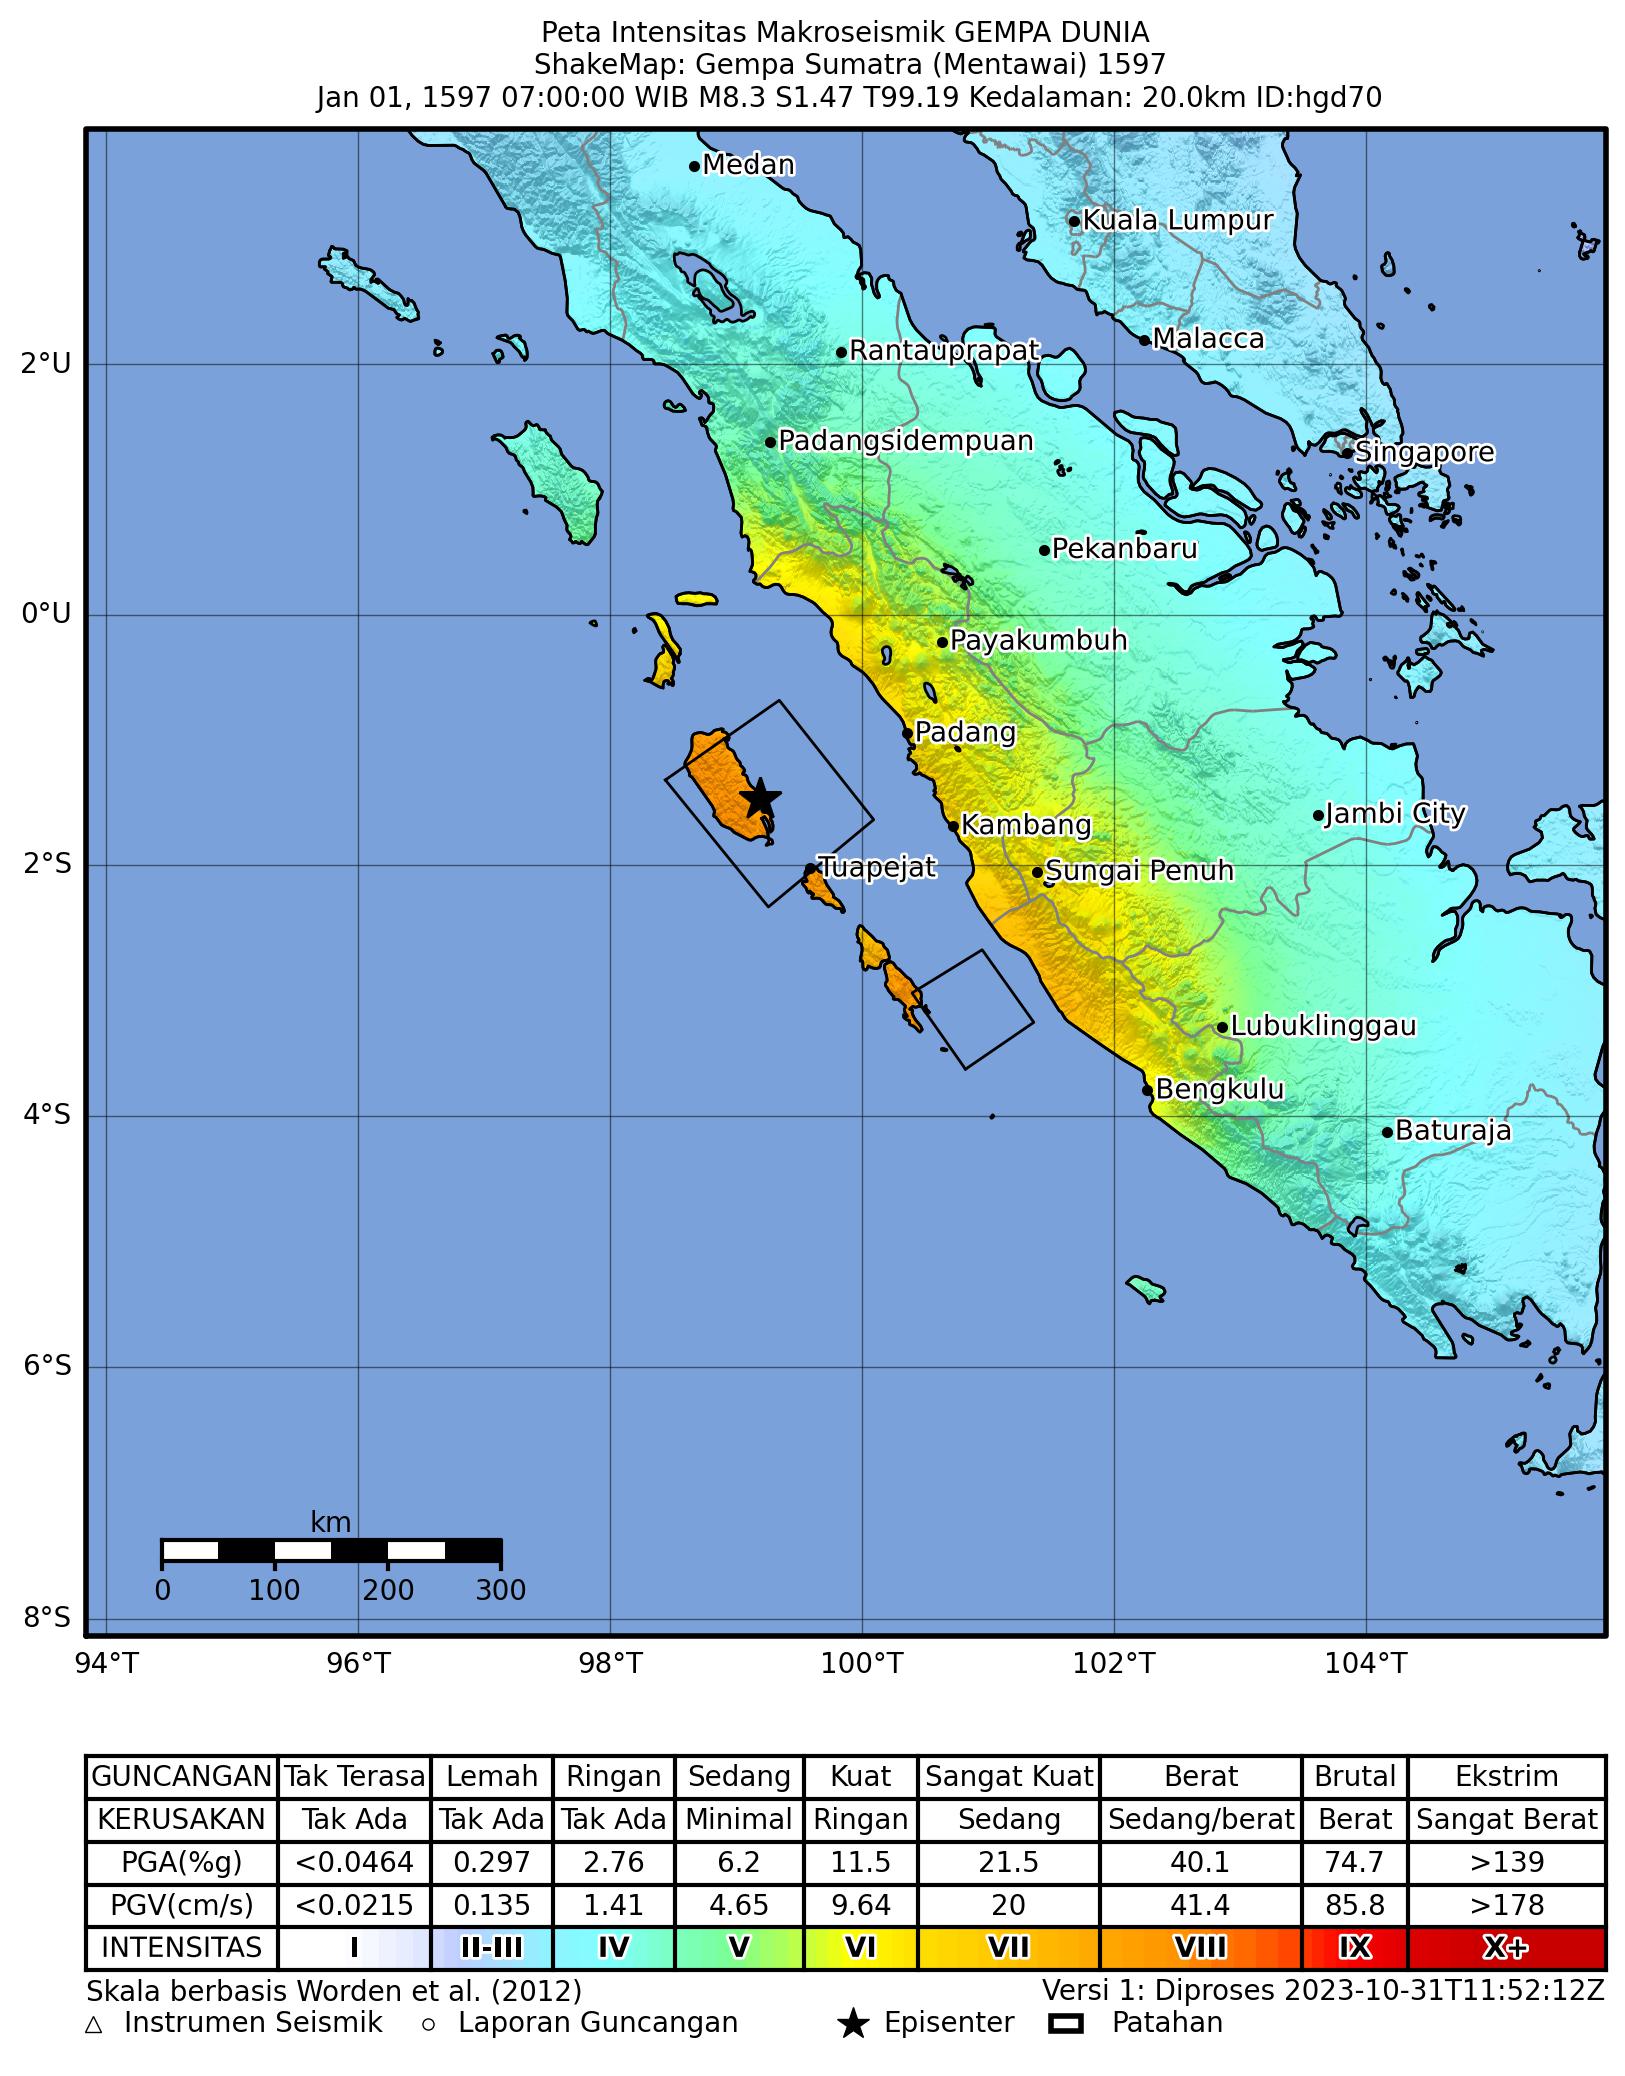 Peta Intensitas Makroseismik GEMPA DUNIA
ShakeMap: Gempa Sumatra (Mentawai) 1597
Jan 01, 1597 07:00:00 WIB M8.3 S1.47 T99.19 Kedalaman: 20.0km ID:hgd70
Medan
Kuala Lumpur
Malacca
2°U
Rantauprapat
Padangsidempuan
Singapore
Pekanbaru
0°U
Payakumbuh
Padang
Jambi City
Kambang
2°S
Tuapejat
Sungai Penuh
Lubuklinggau
Bengkulu
4°S
Baturaja
6°S
km
0 100 200 300
8°S
94°T 96°T 98°T 100°T 102°T 104°T
GUNCANGAN Tak Terasa Lemah Ringan Sedang Kuat Sangat Kuat Berat Brutal Ekstrim
KERUSAKAN Tak Ada Tak Ada Tak Ada Minimal Ringan Sedang Sedang/berat Berat Sangat Berat
PGA(%g) <0.0464 0.297 2.76 6.2 11.5 21.5 40.1 74.7 >139
PGV(cm/s) <0.0215 0.135 1.41 4.65 9.64 20 41.4 85.8 >178
INTENSITAS I II-III IV V VI VII VIII IX X+
Skala berbasis Worden et al. (2012) Versi 1: Diproses 2023-10-31T11:52:12Z
Instrumen Seismik Laporan Guncangan Episenter Patahan